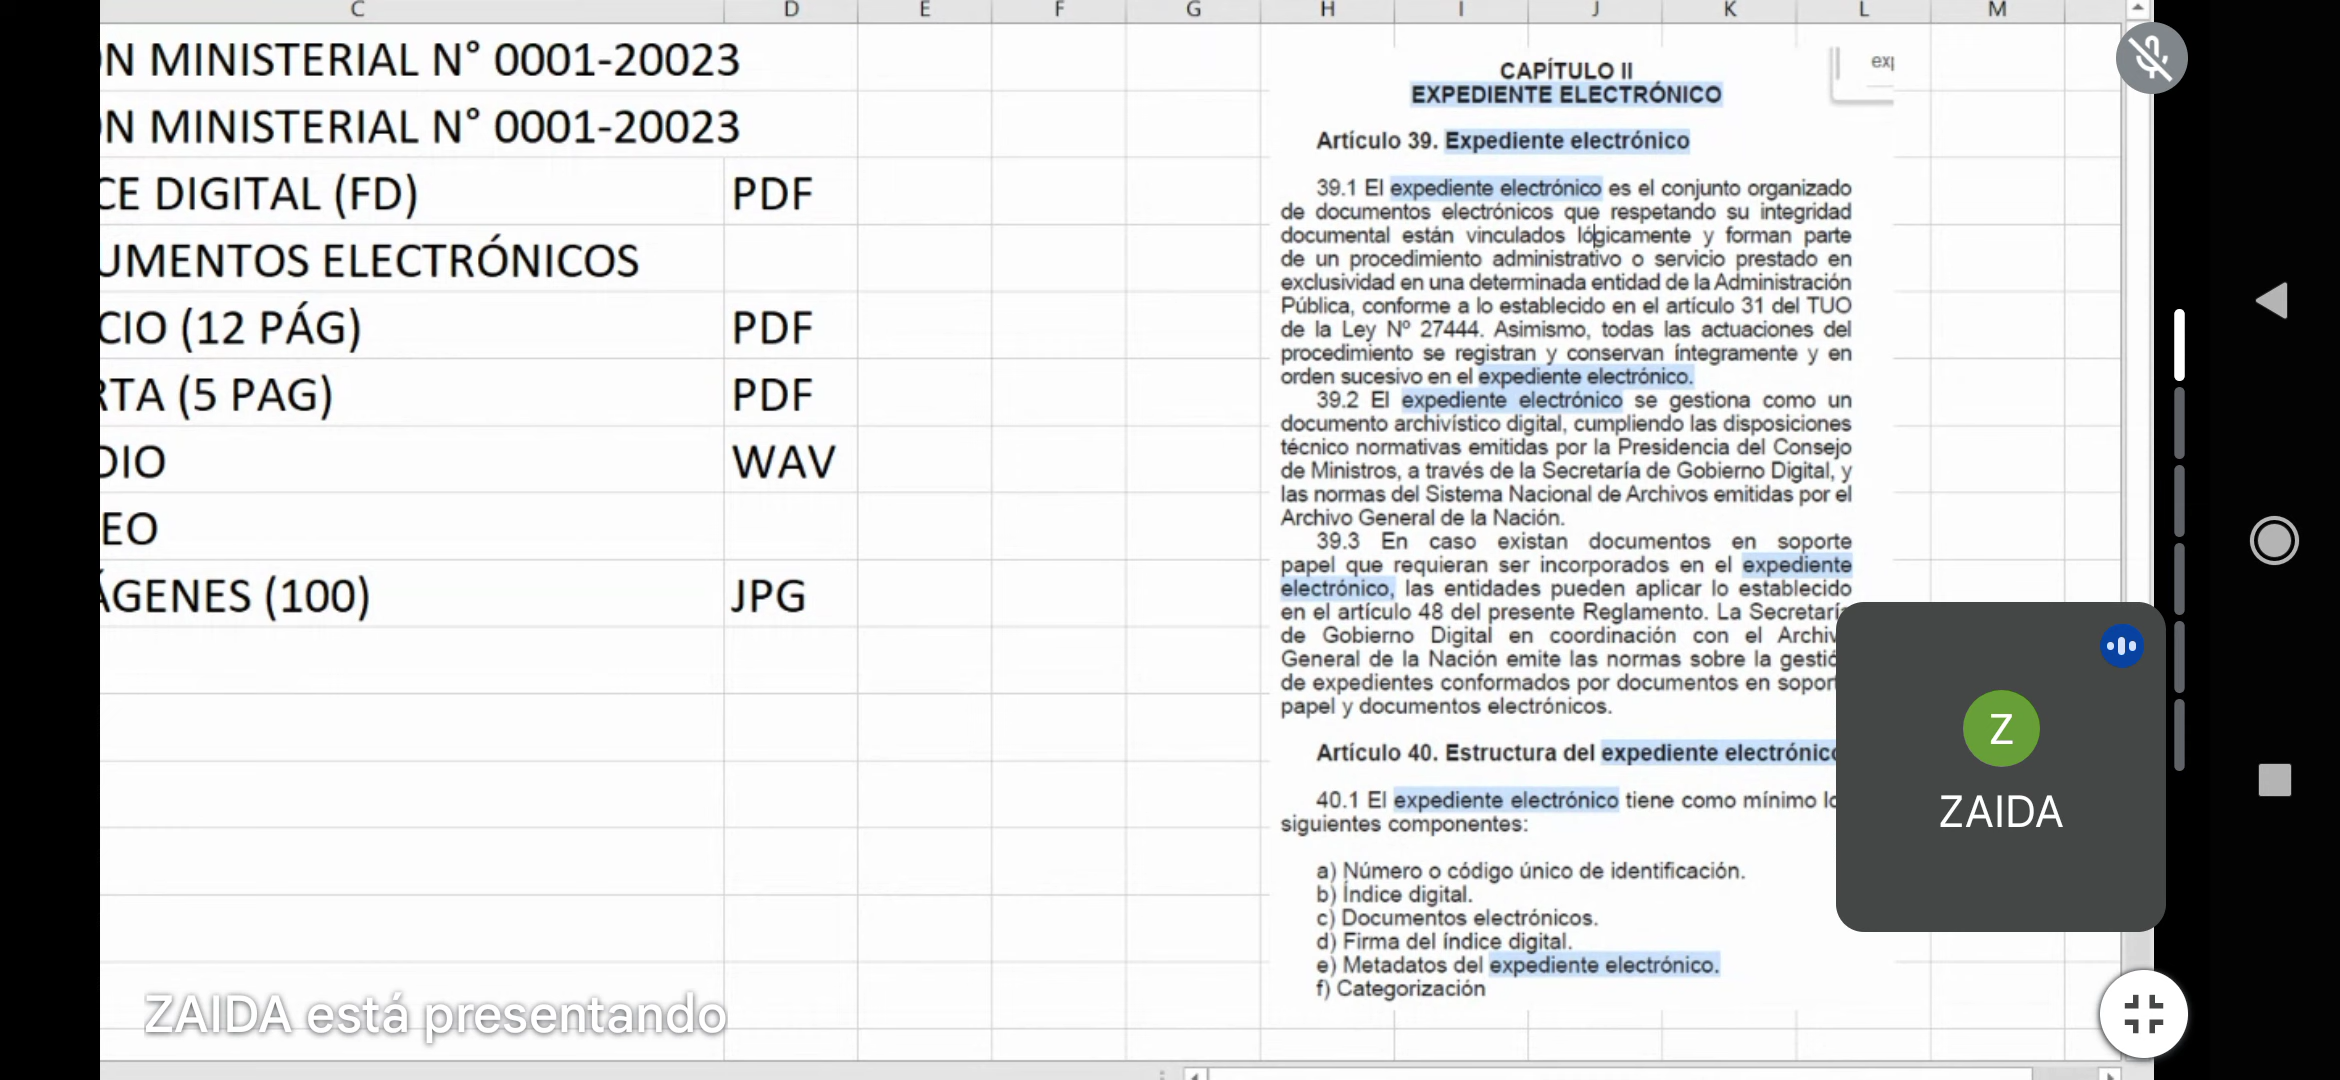 C D E F G H I J K L M
ÓN MINISTERIAL N° 0001-20023
ÓN MINISTERIAL N° 0001-20023
CE DIGITAL (FD) PDF
UMENTOS ELECTRÓNICOS
CIO (12 PÁG) PDF
RTA (5 PAG) PDF
DIO WAV
EO
ÁGENES (100) JPG
exp
CAPÍTULO II
EXPEDIENTE ELECTRÓNICO
Artículo 39. Expediente electrónico
39.1 El expediente electrónico es el conjunto organizado
de documentos electrónicos que respetando su integridad
documental están vinculados lógicamente y forman parte
de un procedimiento administrativo o servicio prestado en
exclusividad en una determinada entidad de la Administración
Pública, conforme a lo establecido en el artículo 31 del TUO
de la Ley Nº 27444. Asimismo, todas las actuaciones del
procedimiento se registran y conservan íntegramente y en
orden sucesivo en el expediente electrónico.
39.2 El expediente electrónico se gestiona como un
documento archivístico digital, cumpliendo las disposiciones
técnico normativas emitidas por la Presidencia del Consejo
de Ministros, a través de la Secretaría de Gobierno Digital, y
las normas del Sistema Nacional de Archivos emitidas por el
Archivo General de la Nación.
39.3 En caso existan documentos en soporte
papel que requieran ser incorporados en el expediente
electrónico, las entidades pueden aplicar lo establecido
en el artículo 48 del presente Reglamento. La Secretaría
de Gobierno Digital en coordinación con el Archiv
General de la Nación emite las normas sobre la gestió
de expedientes conformados por documentos en soport
papel y documentos electrónicos.
Artículo 40. Estructura del expediente electrónico
40.1 El expediente electrónico tiene como mínimo lo
siguientes componentes:
a) Número o código único de identificación.
b) Índice digital.
c) Documentos electrónicos.
d) Firma del índice digital.
e) Metadatos del expediente electrónico.
f) Categorización
Z
ZAIDA
ZAIDA está presentando